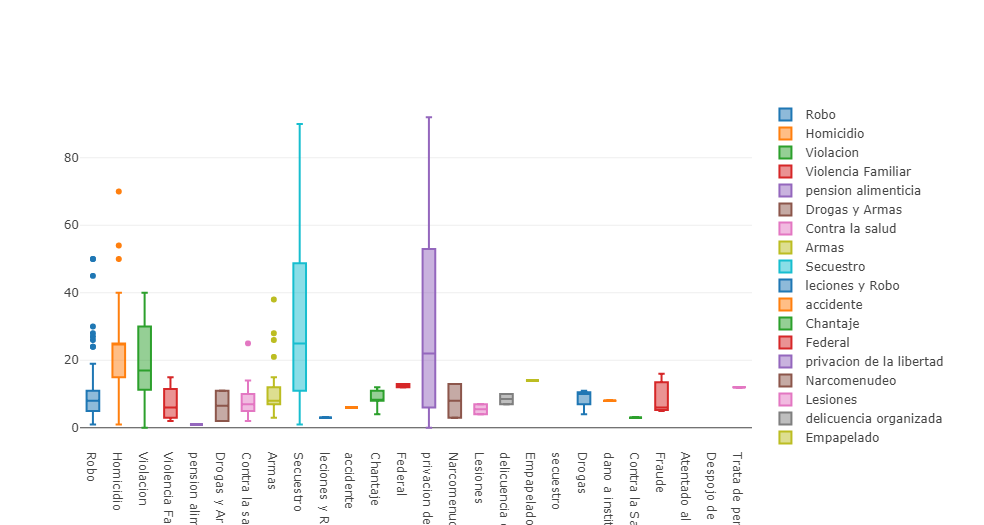 80
60
40
20
0
Robo
Homicidio
Violacion
Violencia Fa
pension alim
Drogas y Ar
Contra la sa
Armas
Secuestro
leciones y R
accidente
Chantaje
Federal
privacion de
Narcomenud
Lesiones
delicuencia o
Empapelado
secuestro
Drogas
dano a instit
Contra la Sa
Fraude
Atentado al
Despojo de
Trata de per
Robo
Homicidio
Violacion
Violencia Familiar
pension alimenticia
Drogas y Armas
Contra la salud
Armas
Secuestro
leciones y Robo
accidente
Chantaje
Federal
privacion de la libertad
Narcomenudeo
Lesiones
delicuencia organizada
Empapelado